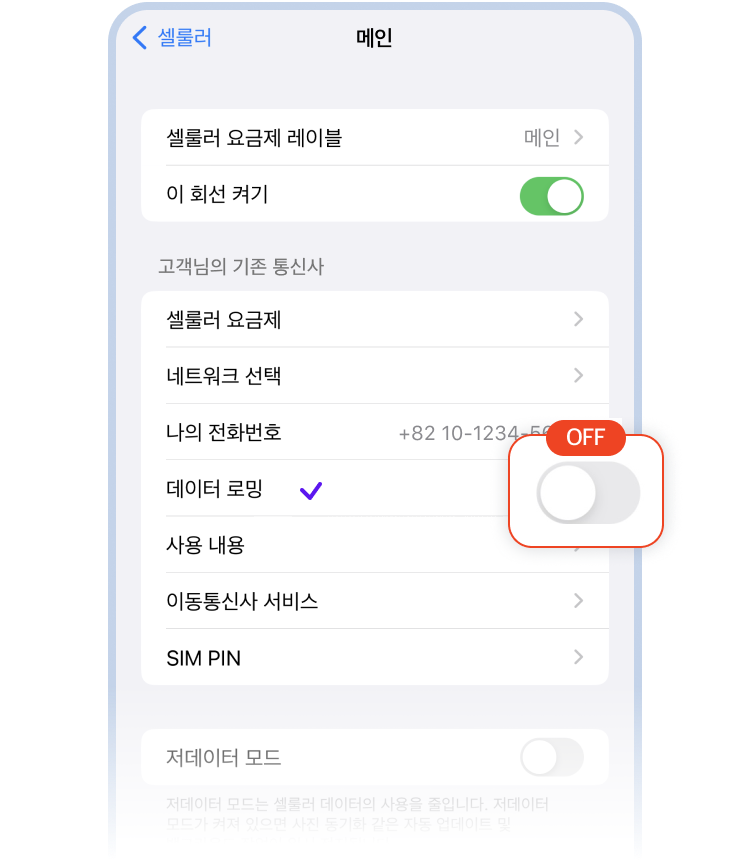 셀룰러
메인
셀룰러 요금제 레이블 메인
이 회선 켜기
고객님의 기존 통신사
셀룰러 요금제
네트워크 선택
나의 전화번호 +82 10-1234-56
OFF
데이터 로밍
사용 내용
이동통신사 서비스
SIM PIN
저데이터 모드
저데이터 모드는 셀룰러 데이터의 사용을 줄입니다. 저데이터
모드가 켜져 있으면 사진 동기화 같은 자동 업데이트 및